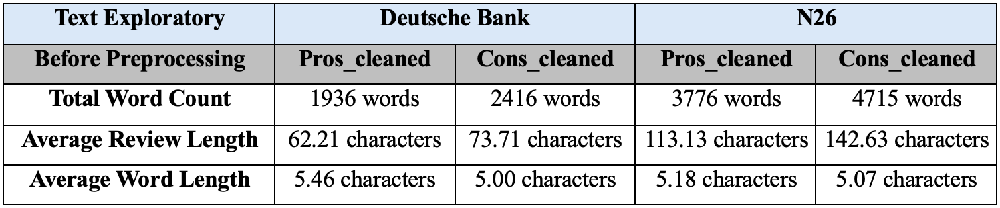 Text Exploratory Deutsche Bank N26
Before Preprocessing Pros_cleaned Cons_cleaned Pros_cleaned Cons_cleaned
Total Word Count 1936 words 2416 words 3776 words 4715 words
Average Review Length 62.21 characters 73.71 characters 113.13 characters 142.63 characters
Average Word Length 5.46 characters 5.00 characters 5.18 characters 5.07 characters